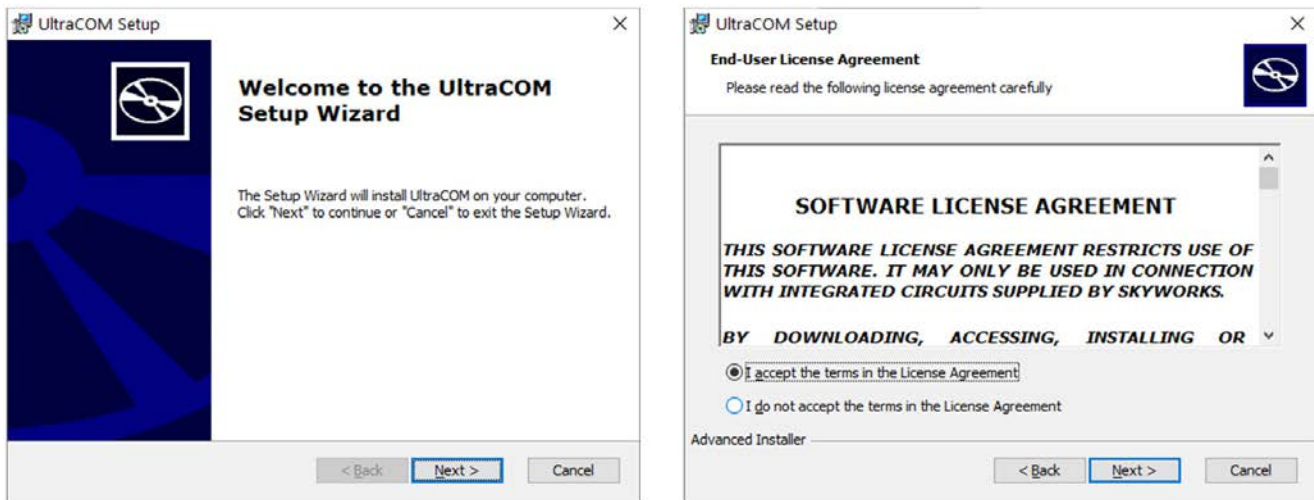 UltraCOM Setup
Welcome to the UltraCOM
Setup Wizard
The Setup Wizard will install UltraCOM on your computer.
Click "Next" to continue or "Cancel" to exit the Setup Wizard.
< Back
Next >
Cancel
UltraCOM Setup
End-User License Agreement
Please read the following license agreement carefully
SOFTWARE LICENSE AGREEMENT
THIS SOFTWARE LICENSE AGREEMENT RESTRICTS USE OF
THIS SOFTWARE. IT MAY ONLY BE USED IN CONNECTION
WITH INTEGRATED CIRCUITS SUPPLIED BY SKYWORKS.
BY DOWNLOADING, ACCESSING, INSTALLING OR
I accept the terms in the License Agreement
I do not accept the terms in the License Agreement
Advanced Installer
< Back
Next >
Cancel